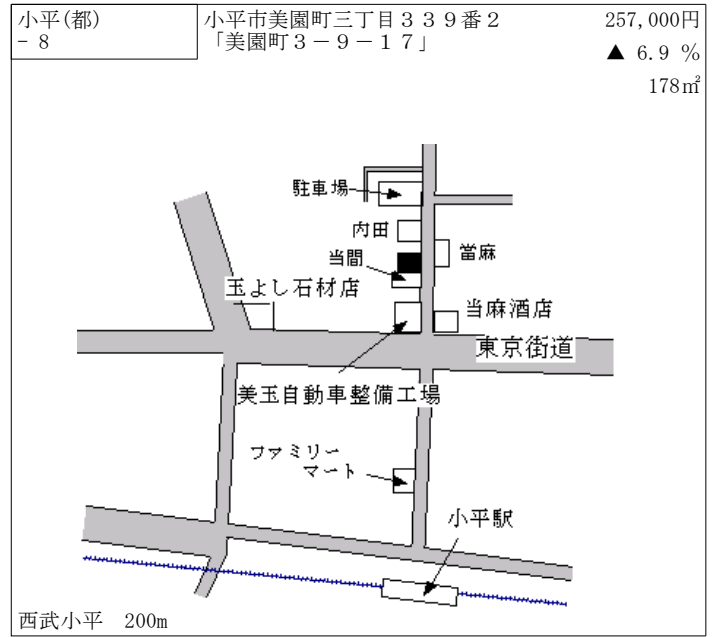 小平(都)
- 8
小平市美園町三丁目３３９番２
「美園町３－９－１７」
257,000円
▲ 6.9 %
178㎡
駐車場
内田
当間
當麻
玉よし石材店
当麻酒店
東京街道
美玉自動車整備工場
ファミリー
マート
小平駅
西武小平　200m